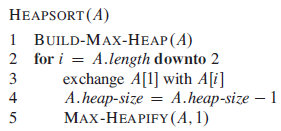 HEAPSORT(A)
1 BUILD-MAX-HEAP(A)
2 for i = A.length downto 2
3 exchange A[1] with A[i]
4 A.heap-size = A.heap-size − 1
5 MAX-HEAPIFY(A, 1)